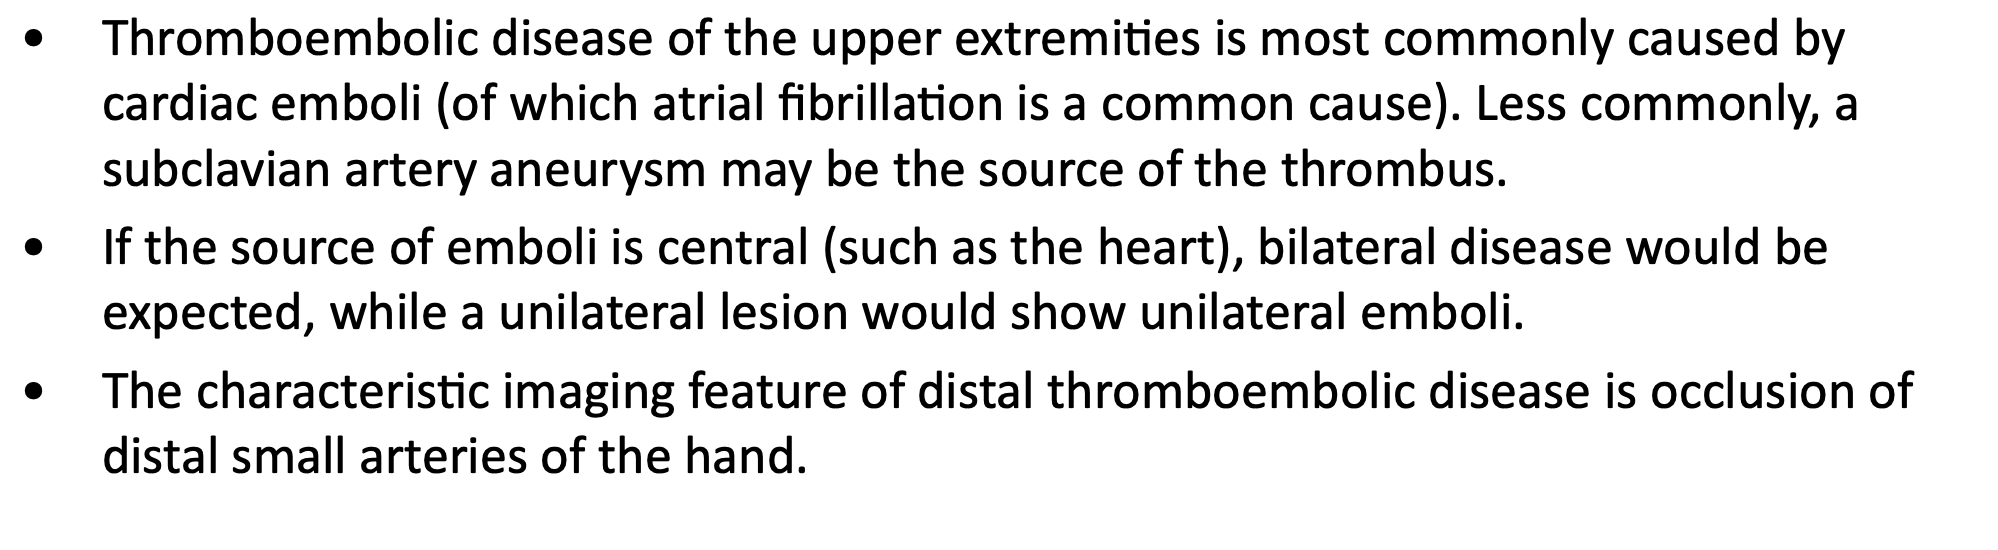 • Thromboembolic disease of the upper extremities is most commonly caused by
cardiac emboli (of which atrial fibrillation is a common cause). Less commonly, a
subclavian artery aneurysm may be the source of the thrombus.
• If the source of emboli is central (such as the heart), bilateral disease would be
expected, while a unilateral lesion would show unilateral emboli.
• The characteristic imaging feature of distal thromboembolic disease is occlusion of
distal small arteries of the hand.